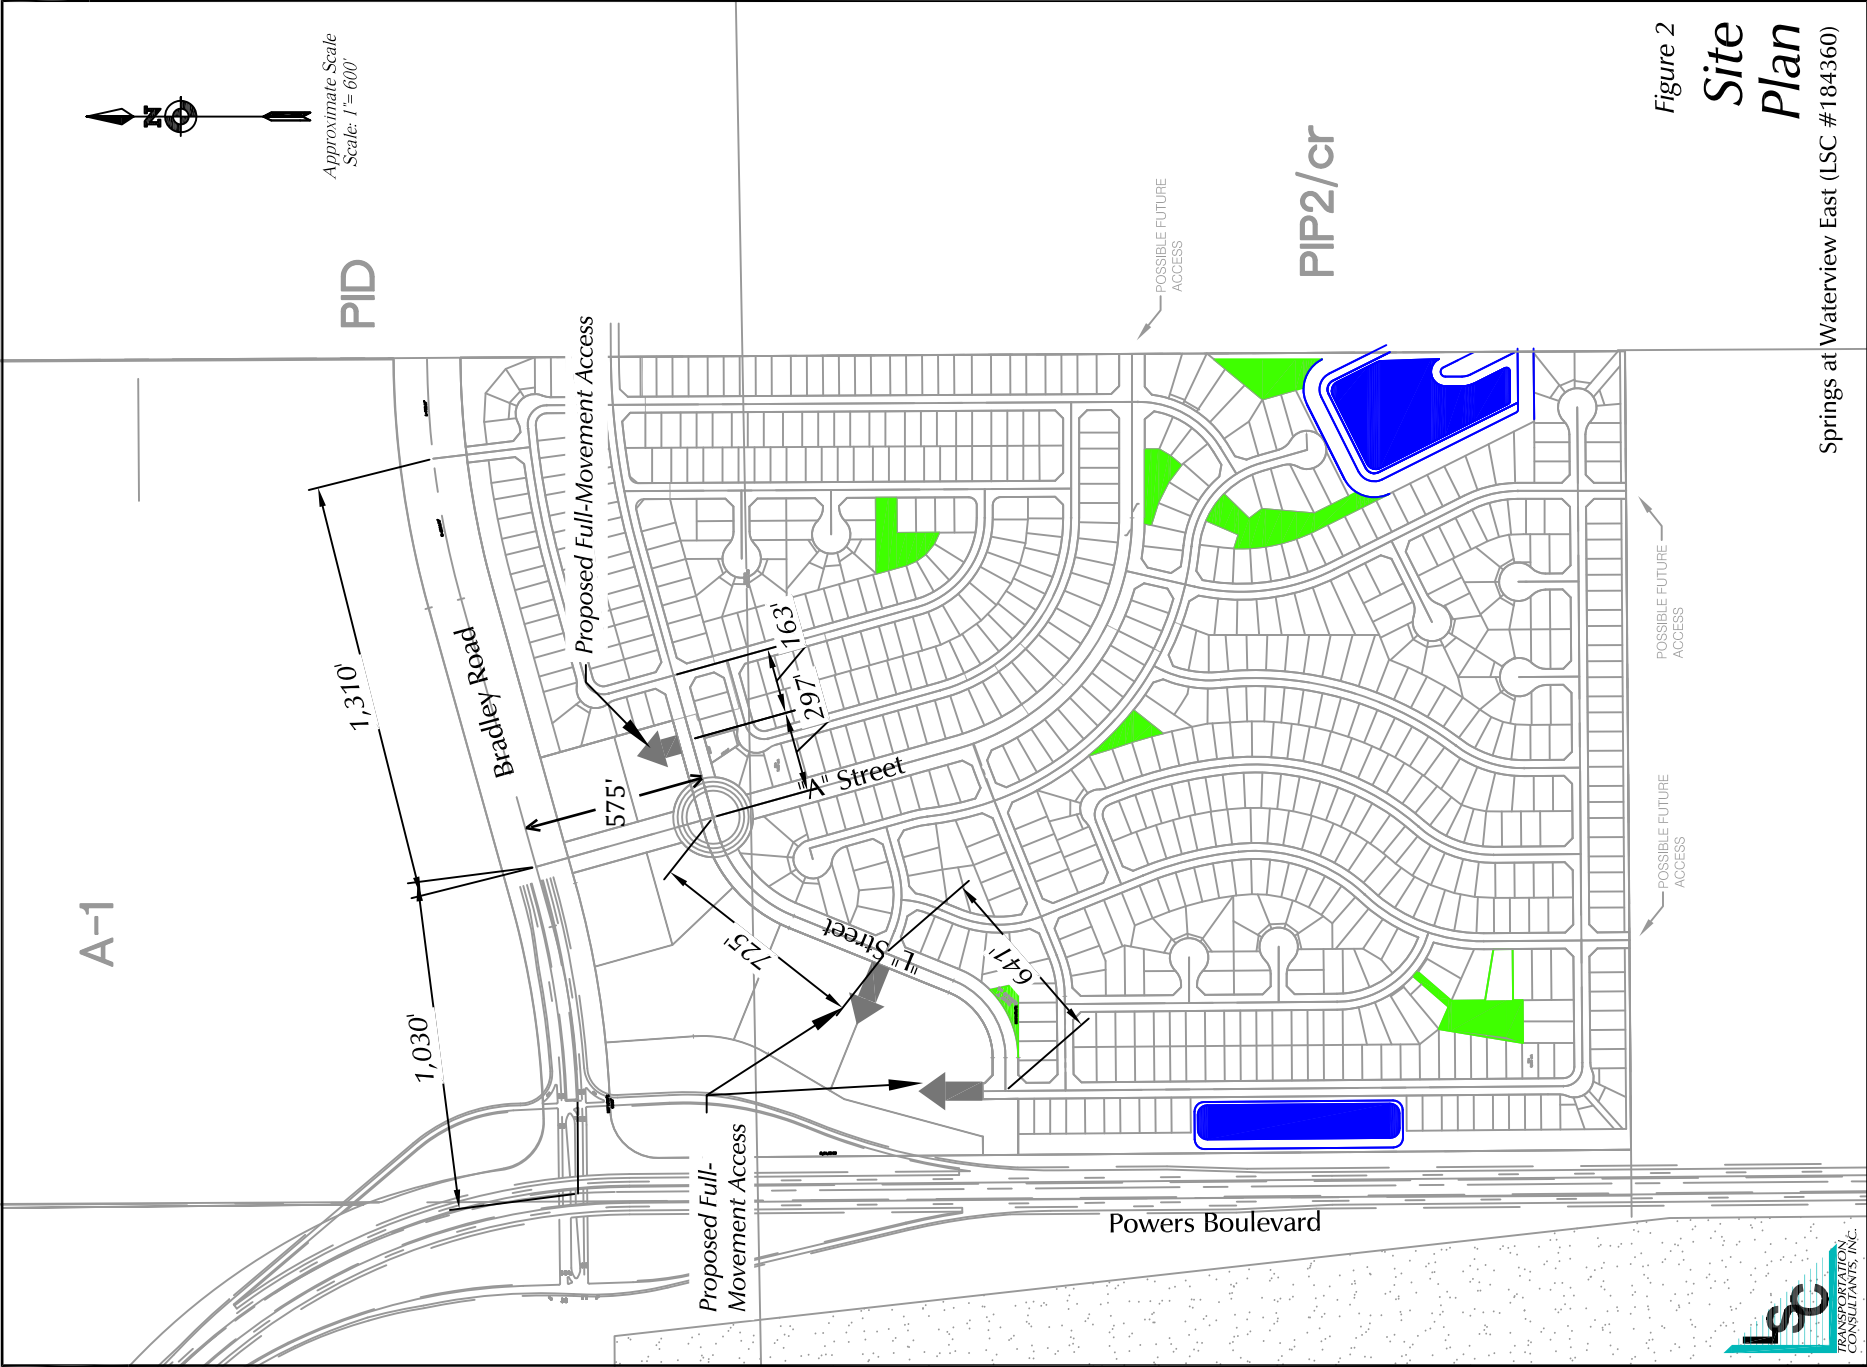 Approximate Scale
Scale: 1"= 600'
N
Figure 2
Site
Plan
Springs at Waterview East (LSC #184360)
PID
PIP2/cr
A-1
POSSIBLE FUTURE
ACCESS
POSSIBLE FUTURE
ACCESS
POSSIBLE FUTURE
ACCESS
Proposed Full-Movement Access
1,310'
Bradley Road
163'
297'
575'
"A" Street
725'
"L" Street
641'
1,030'
Proposed Full-
Movement Access
Powers Boulevard
LSC
TRANSPORTATION
CONSULTANTS, INC.